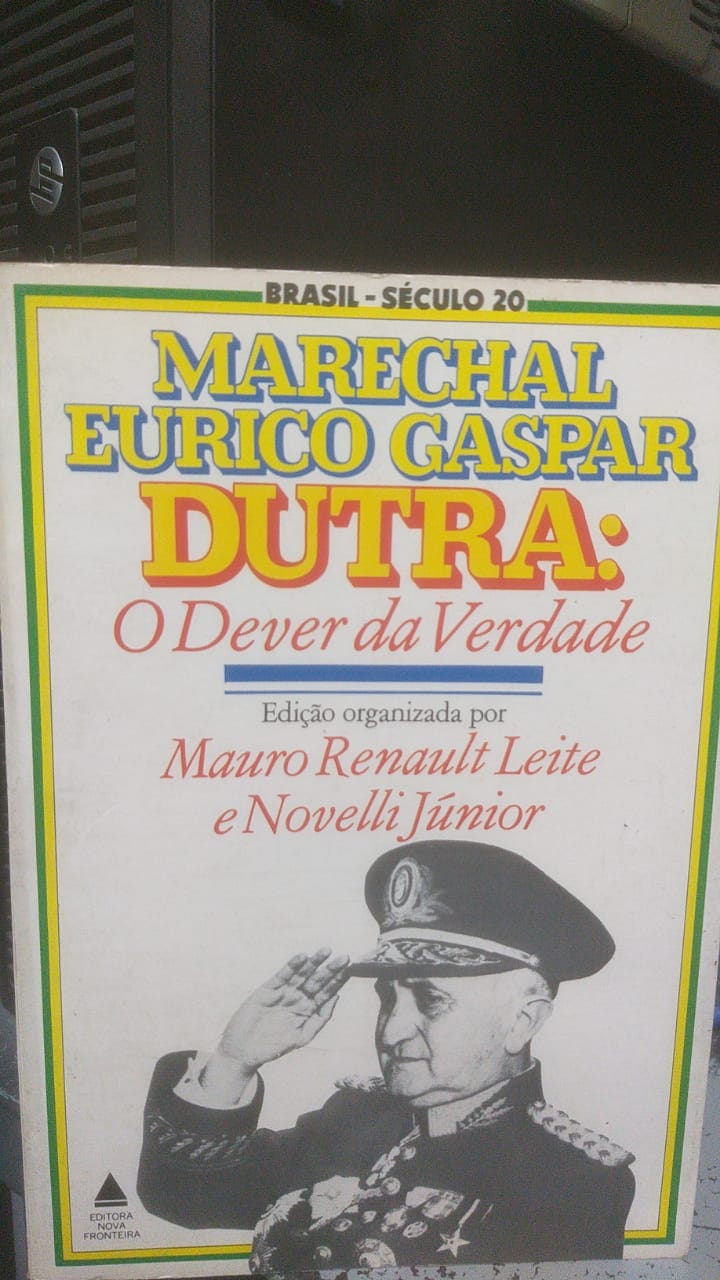 hp
BRASIL - SÉCULO 20
MARECHAL
EURICO GASPAR
DUTRA:
O Dever da Verdade
Edição organizada por
Mauro Renault Leite
e Novelli Júnior
EDITORA
NOVA
FRONTEIRA